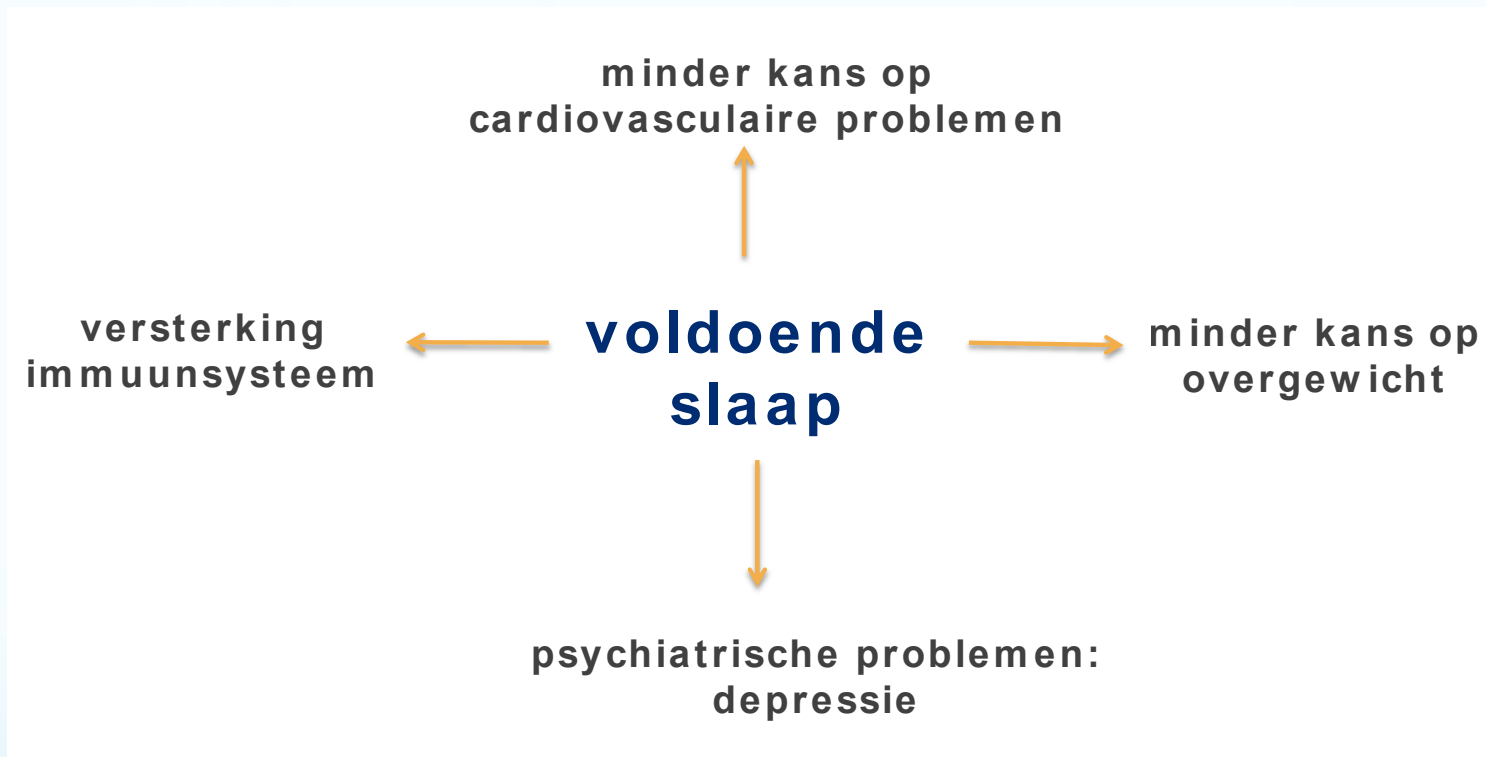 minder kans op
cardiovasculaire problemen
versterking
immuunsysteem
voldoende
slaap
minder kans op
overgewicht
psychiatrische problemen:
depressie